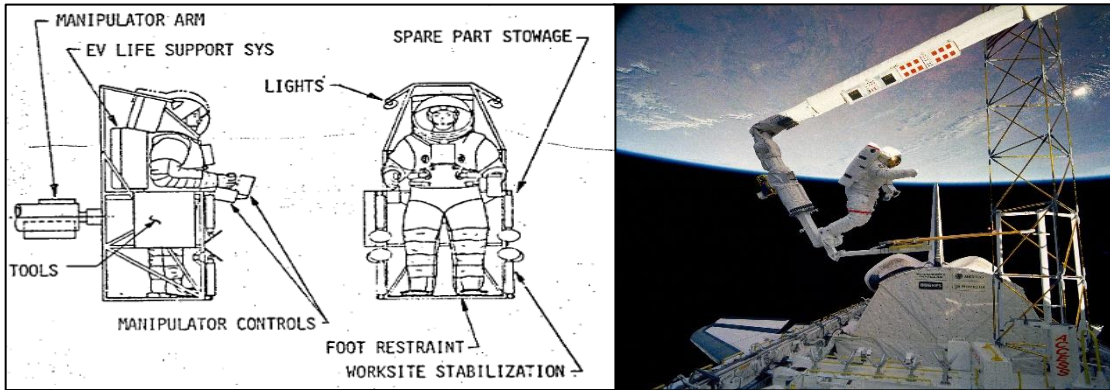 MANIPULATOR ARM
EV LIFE SUPPORT SYS
SPARE PART STOWAGE
LIGHTS
TOOLS
MANIPULATOR CONTROLS
FOOT RESTRAINT
WORKSITE STABILIZATION